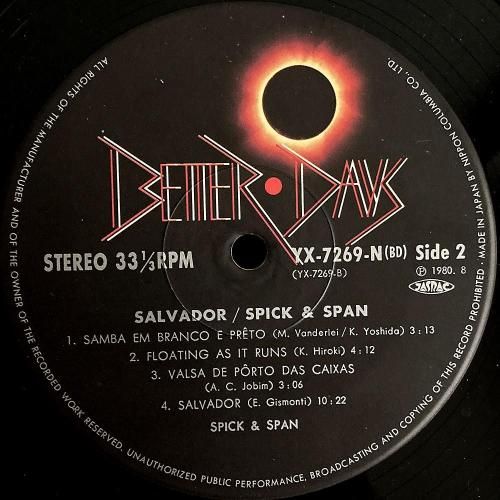 BETTER DAYS
STEREO 33 1/3 RPM
YX-7269-N(BD) Side 2
(YX-7269-B)
Ⓟ 1980. 8
JASRAC
SALVADOR / SPICK & SPAN
1. SAMBA EM BRANCO E PRÊTO (M. Vanderlei / K. Yoshida) 3 : 13
2. FLOATING AS IT RUNS (K. Hiroki) 4 : 12
3. VALSA DE PÔRTO DAS CAIXAS
(A. C. Jobim) 3 : 06
4. SALVADOR (E. Gismonti) 10 : 22
SPICK & SPAN
ALL RIGHTS OF THE MANUFACTURER AND OF THE OWNER OF THE RECORDED WORK RESERVED. UNAUTHORIZED PUBLIC PERFORMANCE, BROADCASTING AND COPYING OF THIS RECORD PROHIBITED · MADE IN JAPAN BY NIPPON COLUMBIA CO., LTD.